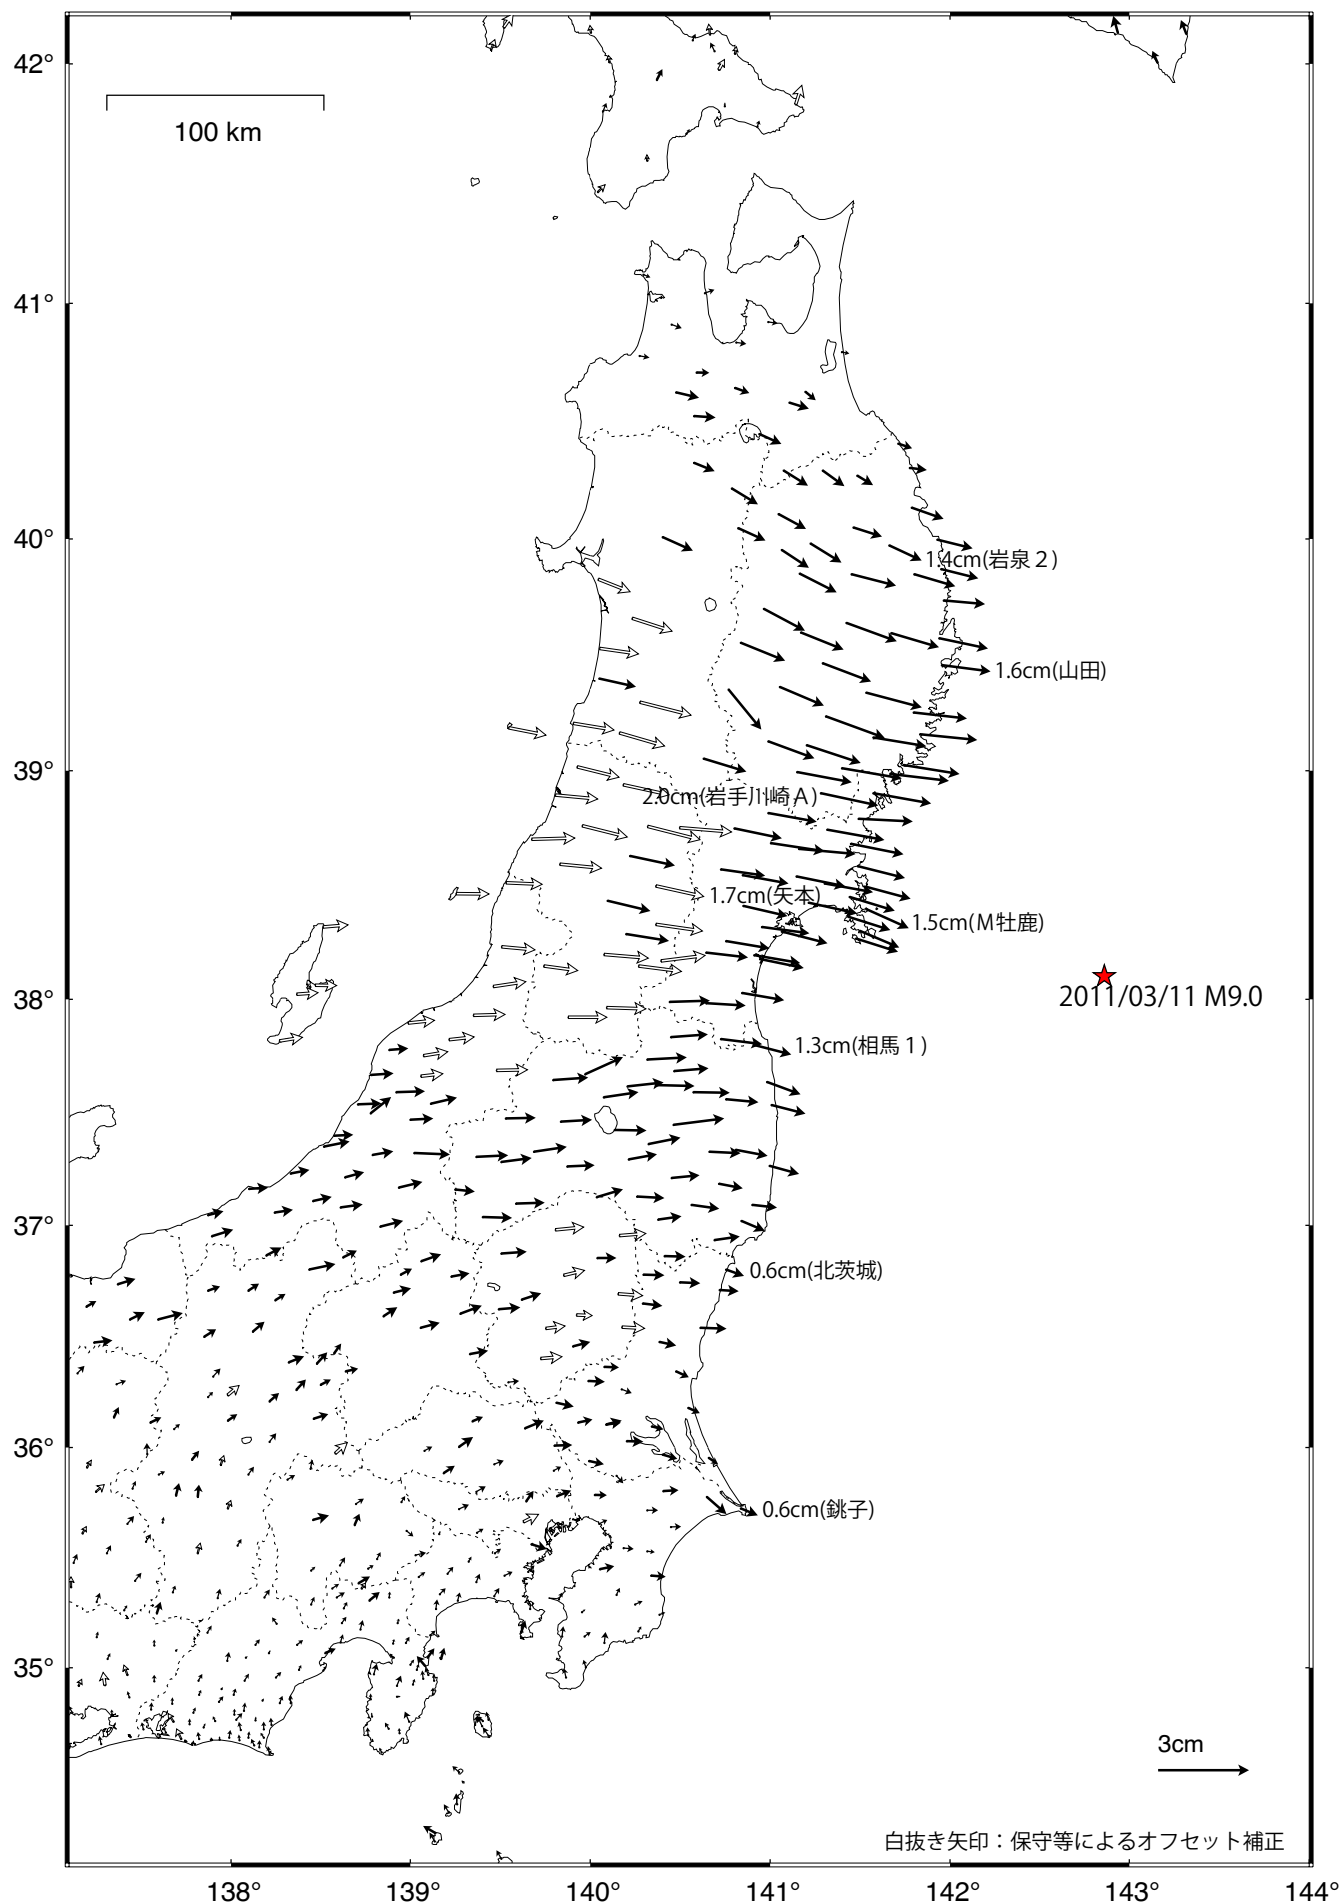 42°
100 km
41°
40°
1.4cm(岩泉２)
1.6cm(山田)
39°
2.0cm(岩手川崎Ａ)
1.7cm(矢本)
1.5cm(Ｍ牡鹿)
38°
2011/03/11 M9.0
1.3cm(相馬１)
37°
0.6cm(北茨城)
36°
0.6cm(銚子)
35°
3cm
白抜き矢印：保守等によるオフセット補正
138° 139° 140° 141° 142° 143° 144°